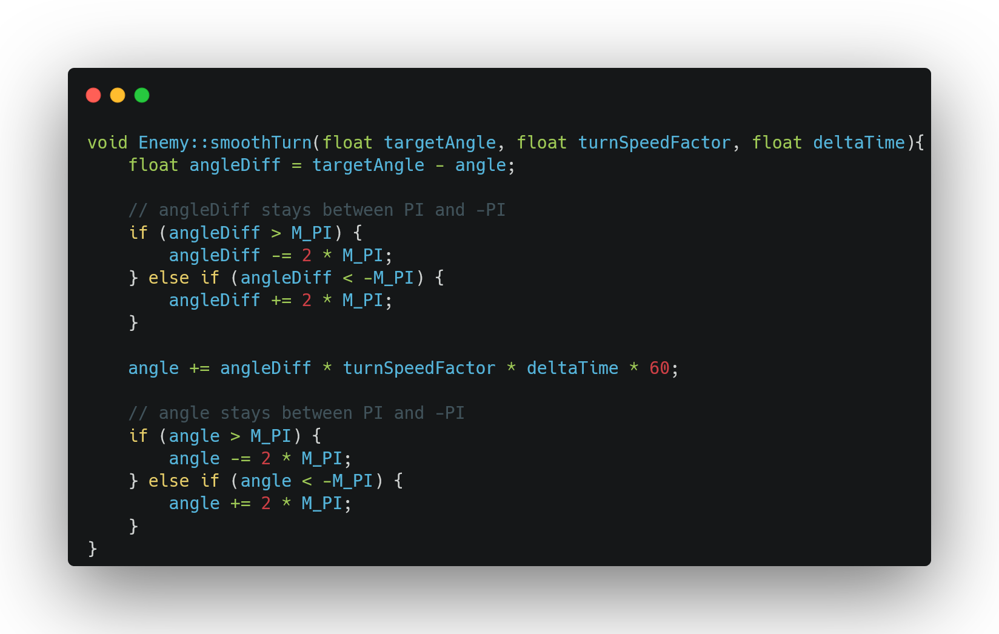 void Enemy::smoothTurn(float targetAngle, float turnSpeedFactor, float deltaTime){
    float angleDiff = targetAngle - angle;

    // angleDiff stays between PI and -PI
    if (angleDiff > M_PI) {
        angleDiff -= 2 * M_PI;
    } else if (angleDiff < -M_PI) {
        angleDiff += 2 * M_PI;
    }

    angle += angleDiff * turnSpeedFactor * deltaTime * 60;

    // angle stays between PI and -PI
    if (angle > M_PI) {
        angle -= 2 * M_PI;
    } else if (angle < -M_PI) {
        angle += 2 * M_PI;
    }
}